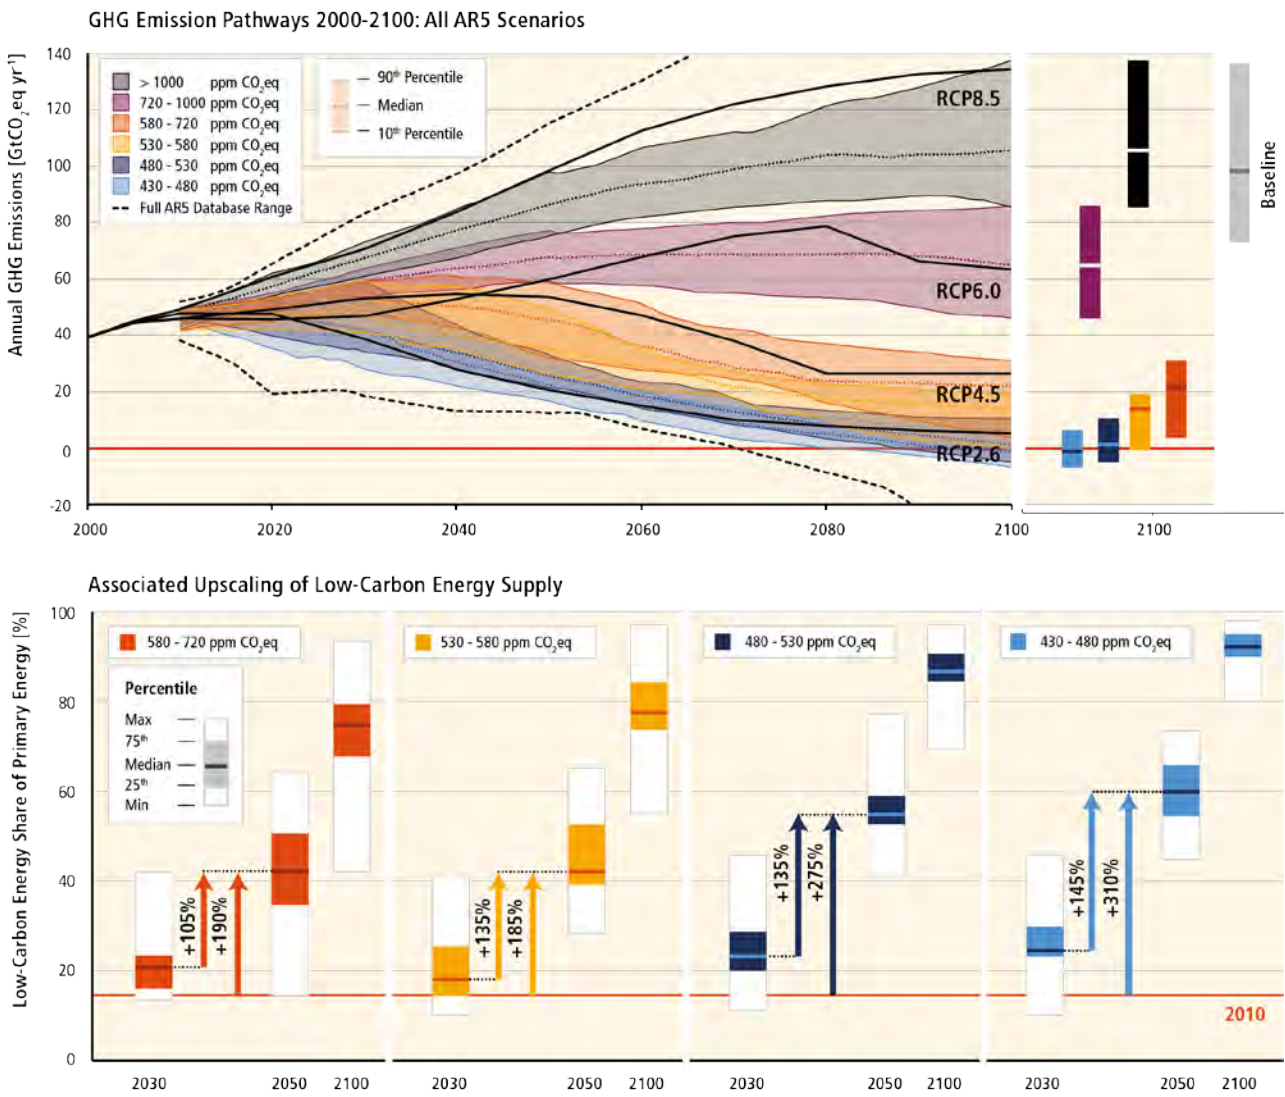 GHG Emission Pathways 2000-2100: All AR5 Scenarios
Annual GHG Emissions [GtCO2eq yr-1]
140
120
100
80
60
40
20
0
-20
> 1000 ppm CO2eq
720 - 1000 ppm CO2eq
580 - 720 ppm CO2eq
530 - 580 ppm CO2eq
480 - 530 ppm CO2eq
430 - 480 ppm CO2eq
Full AR5 Database Range
90th Percentile
Median
10th Percentile
RCP8.5
RCP6.0
RCP4.5
RCP2.6
Baseline
2000 2020 2040 2060 2080 2100 2100
Associated Upscaling of Low-Carbon Energy Supply
Low-Carbon Energy Share of Primary Energy [%]
100
80
60
40
20
0
580 - 720 ppm CO2eq
Percentile
Max
75th
Median
25th
Min
+105%
+190%
530 - 580 ppm CO2eq
+135%
+185%
480 - 530 ppm CO2eq
+135%
+275%
430 - 480 ppm CO2eq
+145%
+310%
2010
2030 2050 2100 2030 2050 2100 2030 2050 2100 2030 2050 2100